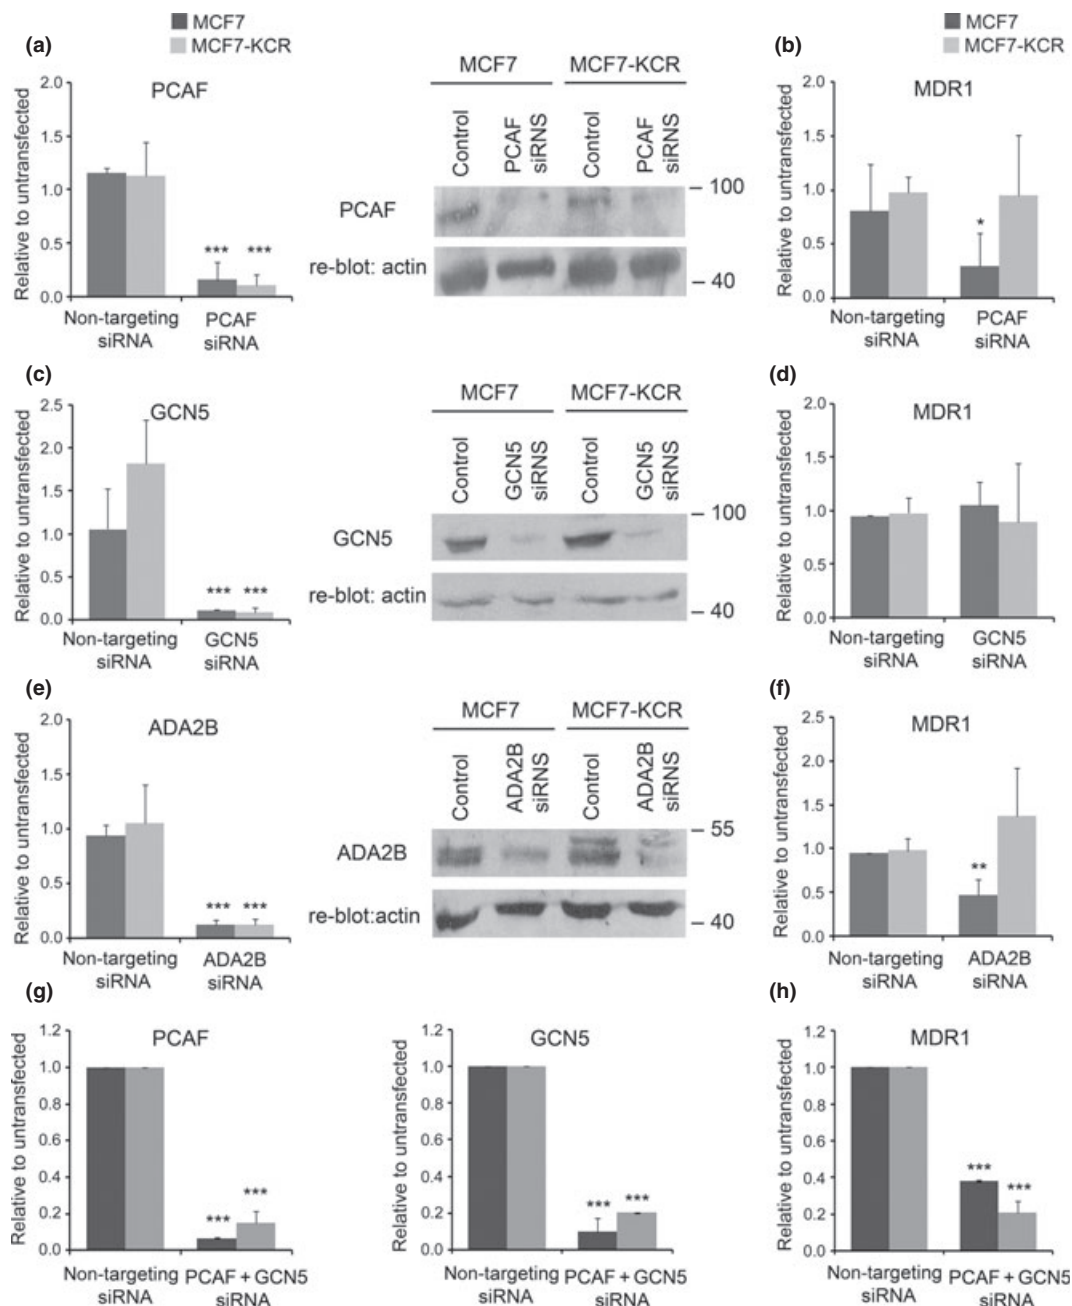 MCF7
MCF7-KCR
(a)
PCAF
Relative to untransfected
2.0
1.5
1.0
0.5
0.0
*** ***
Non-targeting siRNA
PCAF siRNA
MCF7 MCF7-KCR
Control
PCAF siRNS
Control
PCAF siRNS
PCAF
100
re-blot: actin
40
MCF7
MCF7-KCR
(b)
MDR1
Relative to untransfected
2.0
1.5
1.0
0.5
0.0
*
Non-targeting siRNA
PCAF siRNA
(c)
GCN5
Relative to untransfected
2.5
2.0
1.5
1.0
0.5
0.0
*** ***
Non-targeting siRNA
GCN5 siRNA
MCF7 MCF7-KCR
Control
GCN5 siRNS
Control
GCN5 siRNS
GCN5
100
re-blot: actin
40
(d)
MDR1
Relative to untransfected
2.0
1.5
1.0
0.5
0.0
Non-targeting siRNA
GCN5 siRNA
(e)
ADA2B
Relative to untransfected
2.0
1.5
1.0
0.5
0.0
*** ***
Non-targeting siRNA
ADA2B siRNA
MCF7 MCF7-KCR
Control
ADA2B siRNS
Control
ADA2B siRNS
ADA2B
55
re-blot:actin
40
(f)
MDR1
Relative to untransfected
2.5
2.0
1.5
1.0
0.5
0.0
**
Non-targeting siRNA
ADA2B siRNA
(g)
PCAF
Relative to untransfected
1.2
1.0
0.8
0.6
0.4
0.2
0.0
*** ***
Non-targeting siRNA
PCAF + GCN5 siRNA
GCN5
Relative to untransfected
1.2
1.0
0.8
0.6
0.4
0.2
0.0
*** ***
Non-targeting siRNA
PCAF + GCN5 siRNA
(h)
MDR1
Relative to untransfected
1.2
1.0
0.8
0.6
0.4
0.2
0.0
*** ***
Non-targeting siRNA
PCAF + GCN5 siRNA